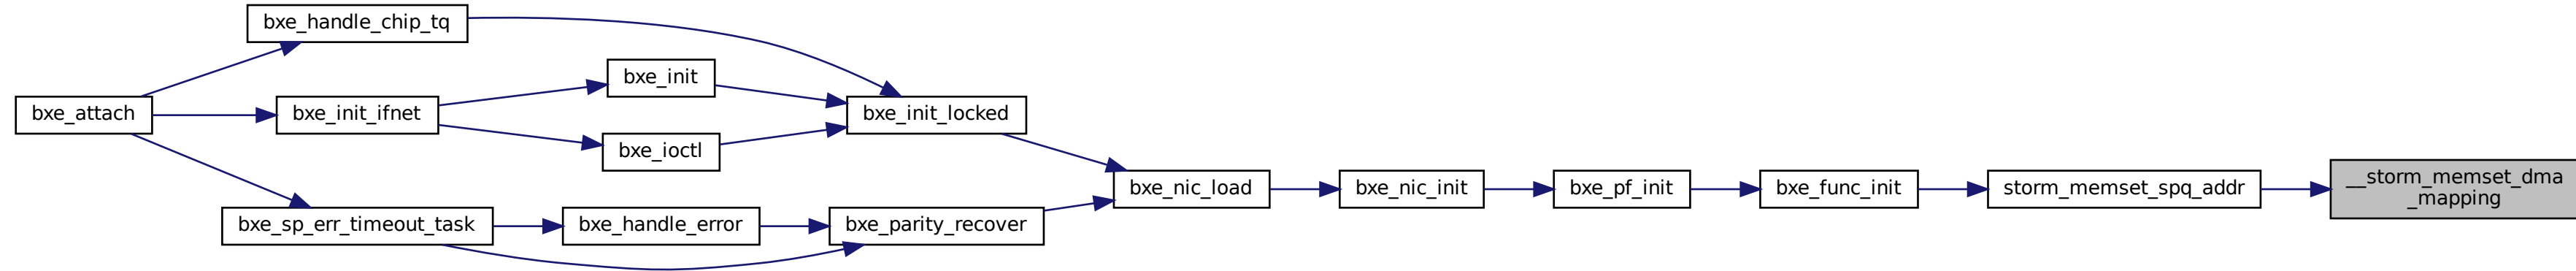 bxe_handle_chip_tq
bxe_init
bxe_attach
bxe_init_ifnet
bxe_init_locked
bxe_ioctl
bxe_nic_load
bxe_nic_init
bxe_pf_init
bxe_func_init
storm_memset_spq_addr
__storm_memset_dma
_mapping
bxe_sp_err_timeout_task
bxe_handle_error
bxe_parity_recover